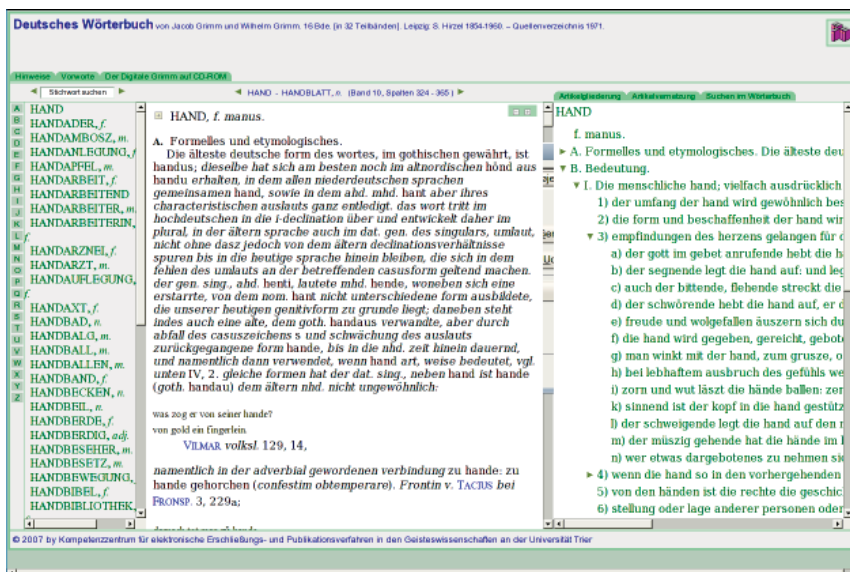 Deutsches Wörterbuch von Jacob Grimm und Wilhelm Grimm. 16 Bde. [in 32 Teilbänden]. Leipzig: S. Hirzel 1854-1960. – Quellenverzeichnis 1971.
Hinweise Vorworte Der Digitale Grimm auf CD-ROM
Stichwort suchen
A
B
C
D
E
F
G
H
I
J
K
L
M
N
O
P
Q
R
S
T
U
V
W
X
Y
Z
HAND
HANDADER, f.
HANDAMBOSZ, m.
HANDANLEGUNG, f
HANDAPFEL, m.
HANDARBEIT, f.
HANDARBEITEND
HANDARBEITER, m.
HANDARBEITERIN,
f.
HANDARZNEI, f.
HANDARZT, m.
HANDAUFLEGUNG,
f.
HANDAXT, f.
HANDBAD, n.
HANDBALG, m.
HANDBALL, m.
HANDBALLEN, m.
HANDBAND, f.
HANDBECKEN, n.
HANDBEIL, n.
HANDBERDE, f.
HANDBERDIG, adj.
HANDBESEHER, m.
HANDBESETZ, m.
HANDBEWEGUNG,
HANDBIBEL, f.
HANDBIBLIOTHEK,
HAND - HANDBLATT, n. (Band 10, Spalten 324 - 365)
HAND, f. manus.
A. Formelles und etymologisches.
Die älteste deutsche form des wortes, im gothischen gewährt, ist
handus; dieselbe hat sich am besten noch im altnordischen hönd aus
handu erhalten, in dem allen niederdeutschen sprachen
gemeinsamen hand, sowie in dem ahd. mhd. hant aber ihres
characteristischen auslauts ganz entledigt. das wort tritt im
hochdeutschen in die i-declination über und entwickelt daher im
plural, in der ältern sprache auch im dat. gen. des singulars, umlaut,
nicht ohne dasz jedoch von dem ältern declinationsverhältnisse
spuren bis in die heutige sprache hinein bleiben, die sich in dem
fehlen des umlauts an der betreffenden casusform geltend machen.
der gen. sing., ahd. henti, lautete mhd. hende, woneben sich eine
erstarrte, von dem nom. hant nicht unterschiedene form ausbildete,
die unserer heutigen genitivform zu grunde liegt; daneben steht
indes auch eine alte, dem goth. handaus verwandte, aber durch
abfall des casuszeichens s und schwächung des auslauts
zurückgegangene form hande, bis in die nhd. zeit hinein dauernd,
und namentlich dann verwendet, wenn hand art, weise bedeutet, vgl.
unten IV, 2. gleiche formen hat der dat. sing., neben hand ist hande
(goth. handau) dem ältern nhd. nicht ungewöhnlich:
was zog er von seiner hande?
von gold ein fingerlein.
VILMAR volksl. 129, 14,
namentlich in der adverbial gewordenen verbindung zu hande: zu
hande gehorchen (confestim obtemperare). Frontin v. TACIUS bei
FRONSP. 3, 229a;
Artikelgliederung Artikelvernetzung Suchen im Wörterbuch
HAND
f. manus.
A. Formelles und etymologisches. Die älteste deu
B. Bedeutung.
I. Die menschliche hand; vielfach ausdrücklich
1) der umfang der hand wird gewöhnlich bes
2) die form und beschaffenheit der hand wir
3) empfindungen des herzens gelangen für d
a) der gott im gebet anrufende hebt die h
b) der segnende legt die hand auf: und leg
c) auch der bittende, flehende streckt die
d) der schwörende hebt die hand auf, er d
e) freude und wolgefallen äuszern sich du
f) die hand wird gegeben, gereicht, gebot
g) man winkt mit der hand, zum grusze, o
h) bei lebhaftem ausbruch des gefühls we
i) zorn und wut läszt die hände ballen: zer
k) sinnend ist der kopf in die hand gestütz
l) der schweigende legt die hand auf den r
m) der müszig gehende hat die hände im l
n) wer etwas dargebotenes zu nehmen sic
4) wenn die hand so in den vorhergehenden
5) von den händen ist die rechte die geschic
6) stellung oder lage anderer personen oder
© 2007 by Kompetenzzentrum für elektronische Erschließungs- und Publikationsverfahren in den Geisteswissenschaften an der Universität Trier